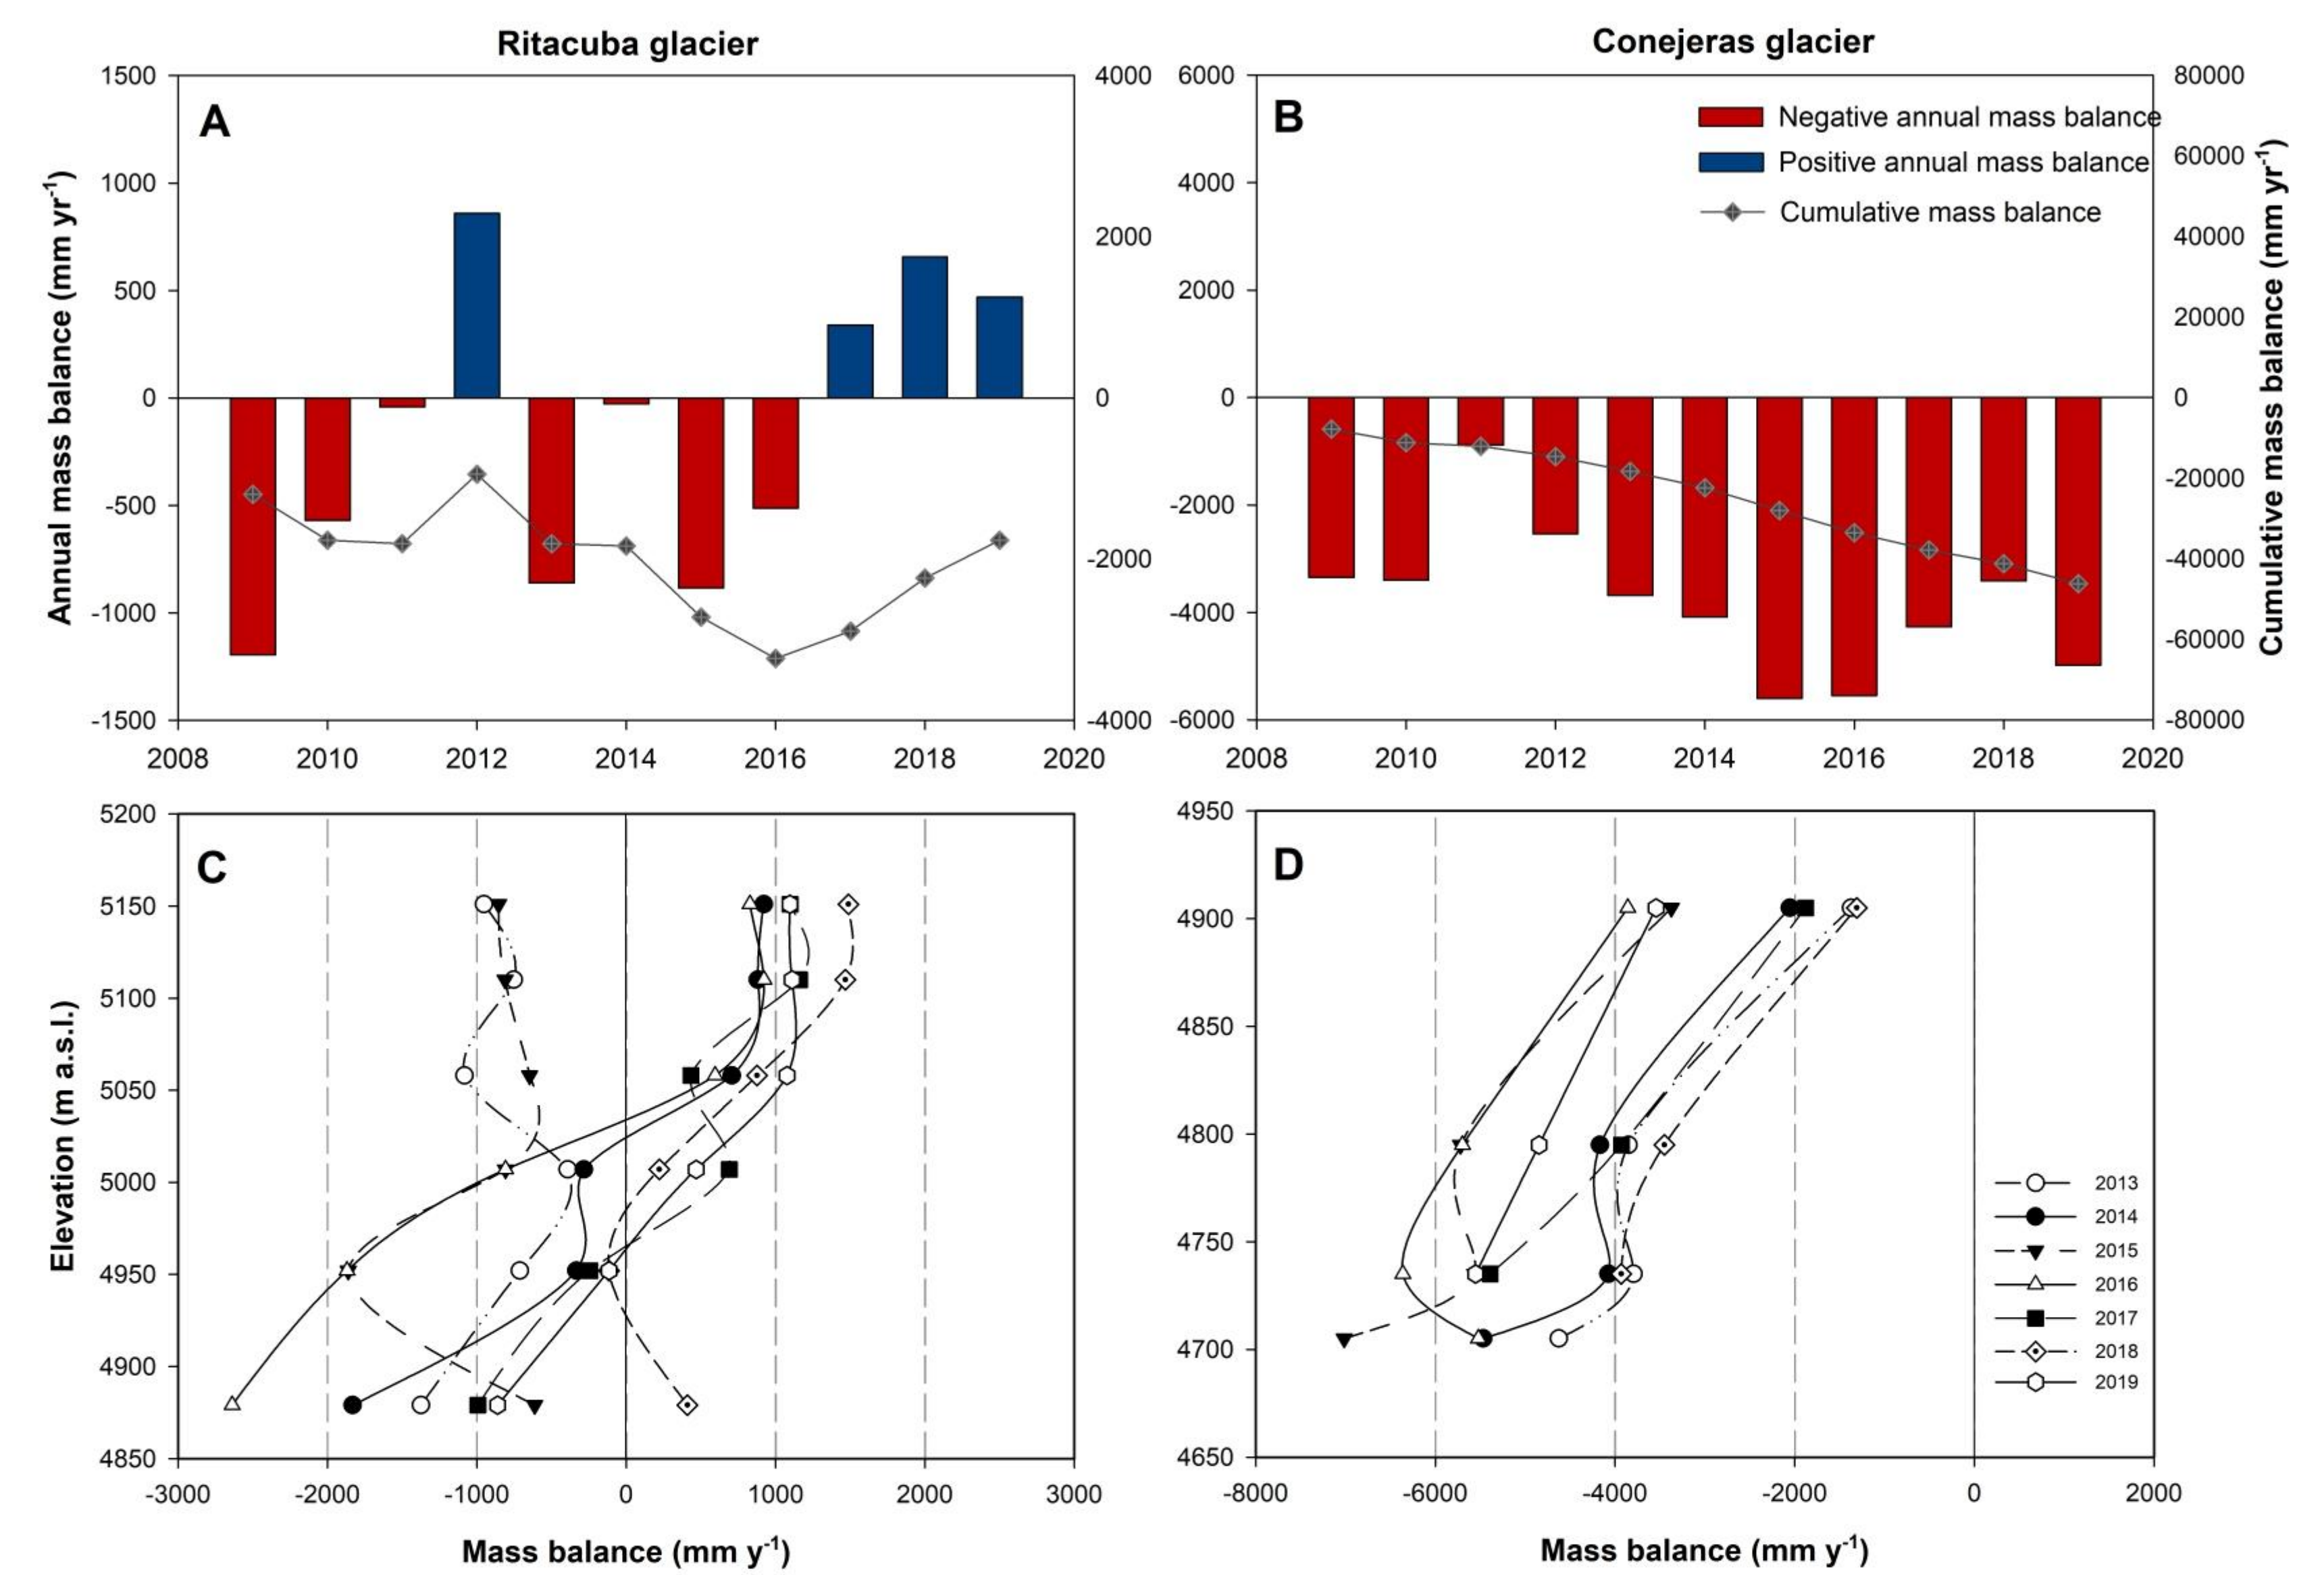 Ritacuba glacier
Conejeras glacier
A
1500
1000
500
0
-500
-1000
-1500
Annual mass balance (mm yr-1)
4000
2000
0
-2000
-4000
2008 2010 2012 2014 2016 2018 2020
B
6000
4000
2000
0
-2000
-4000
-6000
Negative annual mass balance
Positive annual mass balance
Cumulative mass balance
80000
60000
40000
20000
0
-20000
-40000
-60000
-80000
Cumulative mass balance (mm yr-1)
2008 2010 2012 2014 2016 2018 2020
C
5200
5150
5100
5050
5000
4950
4900
4850
Elevation (m a.s.l.)
-3000 -2000 -1000 0 1000 2000 3000
Mass balance (mm y-1)
D
4950
4900
4850
4800
4750
4700
4650
2013
2014
2015
2016
2017
2018
2019
-8000 -6000 -4000 -2000 0 2000
Mass balance (mm y-1)